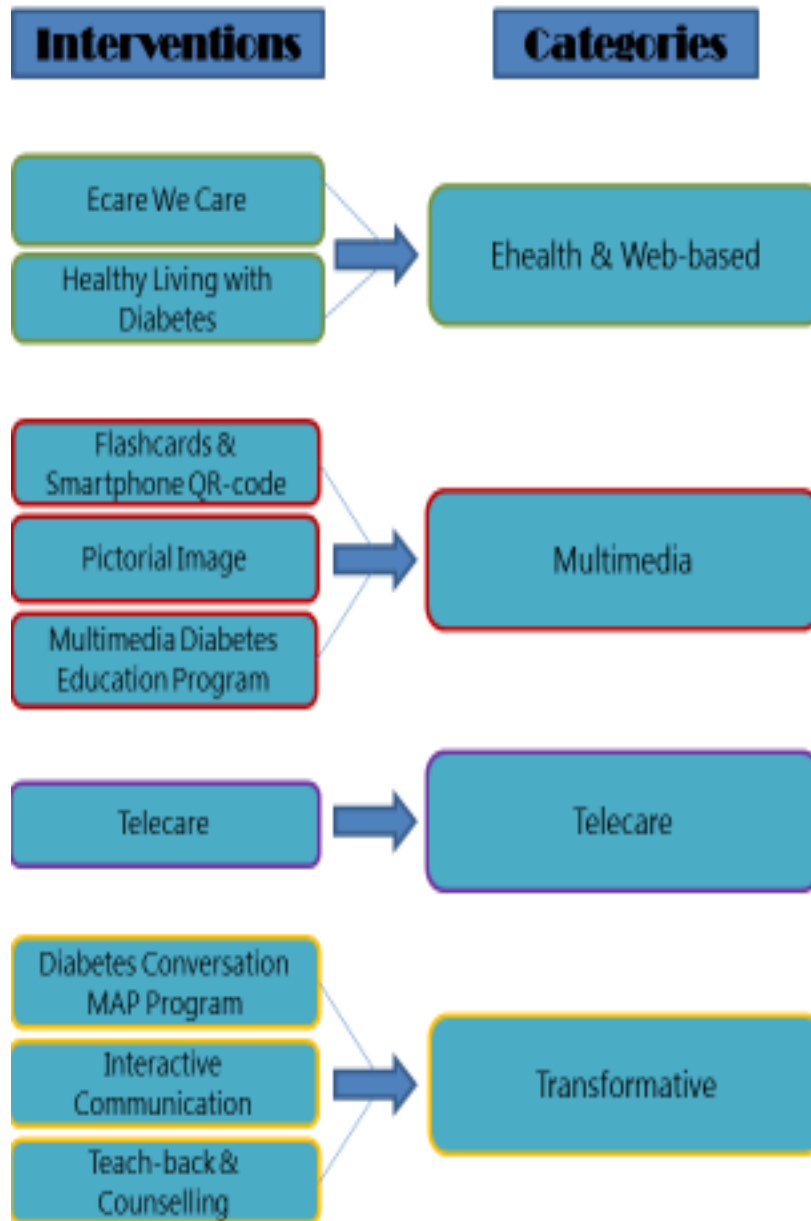 Interventions
Categories
Ecare We Care
Healthy Living with
Diabetes
Ehealth & Web-based
Flashcards &
Smartphone QR-code
Pictorial Image
Multimedia Diabetes
Education Program
Multimedia
Telecare
Telecare
Diabetes Conversation
MAP Program
Interactive
Communication
Teach-back &
Counselling
Transformative